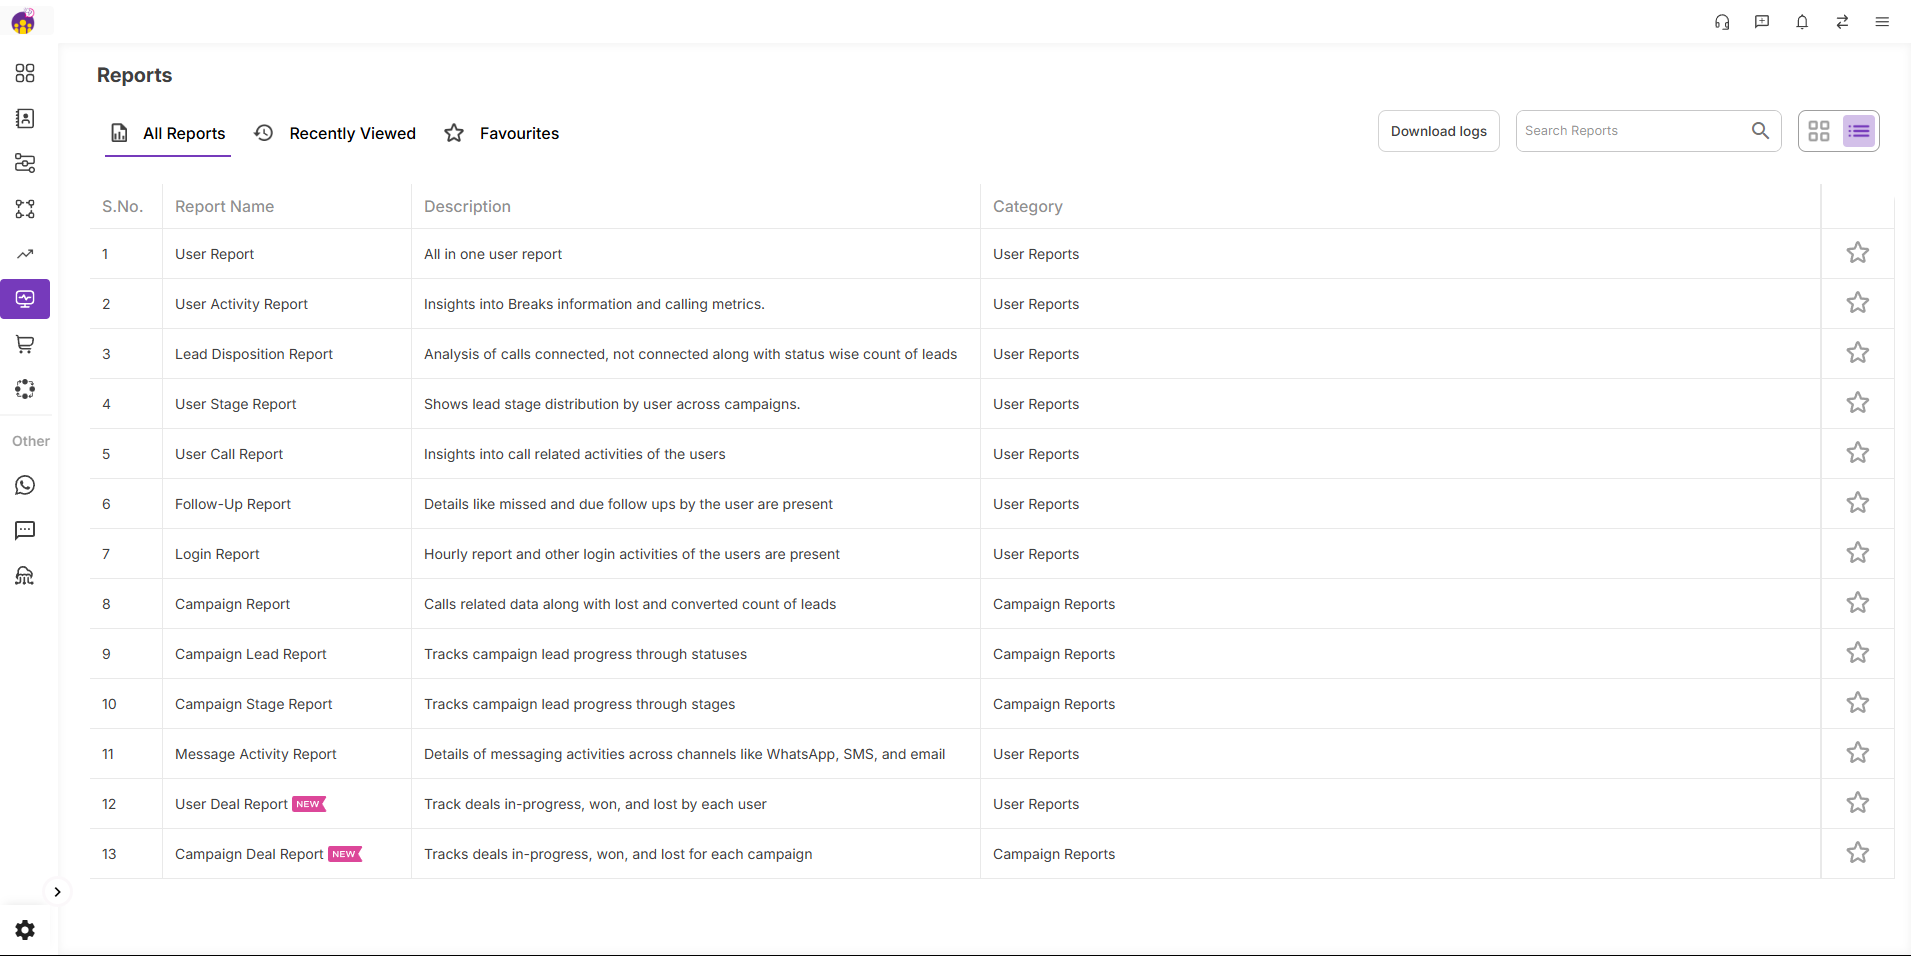 Reports
All Reports Recently Viewed Favourites Download logs Search Reports
S.No. Report Name Description Category
1 User Report All in one user report User Reports
2 User Activity Report Insights into Breaks information and calling metrics. User Reports
3 Lead Disposition Report Analysis of calls connected, not connected along with status wise count of leads User Reports
4 User Stage Report Shows lead stage distribution by user across campaigns. User Reports
5 User Call Report Insights into call related activities of the users User Reports
6 Follow-Up Report Details like missed and due follow ups by the user are present User Reports
7 Login Report Hourly report and other login activities of the users are present User Reports
8 Campaign Report Calls related data along with lost and converted count of leads Campaign Reports
9 Campaign Lead Report Tracks campaign lead progress through statuses Campaign Reports
10 Campaign Stage Report Tracks campaign lead progress through stages Campaign Reports
11 Message Activity Report Details of messaging activities across channels like WhatsApp, SMS, and email User Reports
12 User Deal Report NEW Track deals in-progress, won, and lost by each user User Reports
13 Campaign Deal Report NEW Tracks deals in-progress, won, and lost for each campaign Campaign Reports
Other